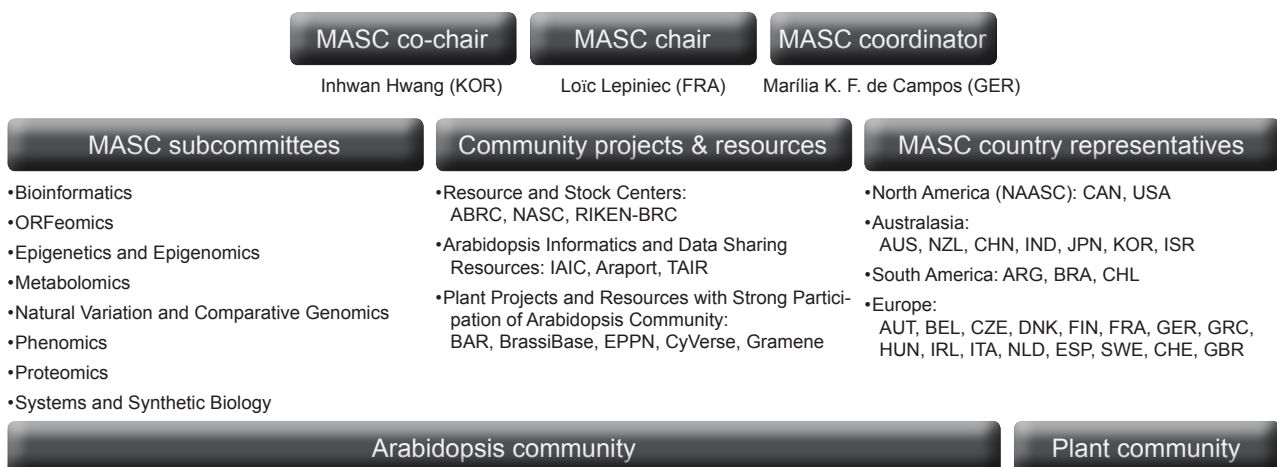 MASC co-chair
MASC chair
MASC coordinator
Inhwan Hwang (KOR)
Loïc Lepiniec (FRA)
Marília K. F. de Campos (GER)
MASC subcommittees
•Bioinformatics
•ORFeomics
•Epigenetics and Epigenomics
•Metabolomics
•Natural Variation and Comparative Genomics
•Phenomics
•Proteomics
•Systems and Synthetic Biology
Community projects & resources
•Resource and Stock Centers:
ABRC, NASC, RIKEN-BRC
•Arabidopsis Informatics and Data Sharing
Resources: IAIC, Araport, TAIR
•Plant Projects and Resources with Strong Partici-
pation of Arabidopsis Community:
BAR, BrassiBase, EPPN, CyVerse, Gramene
MASC country representatives
•North America (NAASC): CAN, USA
•Australasia:
AUS, NZL, CHN, IND, JPN, KOR, ISR
•South America: ARG, BRA, CHL
•Europe:
AUT, BEL, CZE, DNK, FIN, FRA, GER, GRC,
HUN, IRL, ITA, NLD, ESP, SWE, CHE, GBR
Arabidopsis community
Plant community